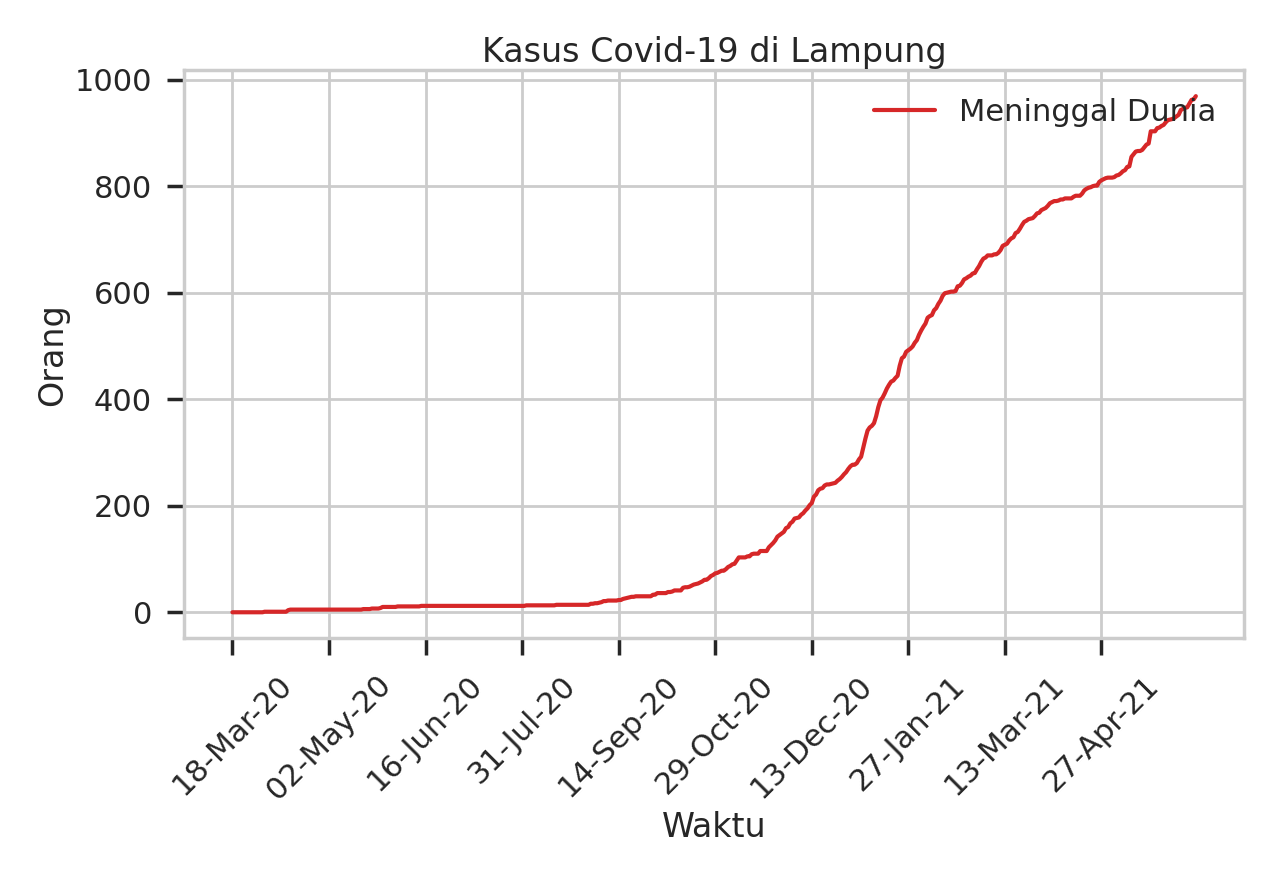 Kasus Covid-19 di Lampung
Meninggal Dunia
Orang
1000
800
600
400
200
0
18-Mar-20
02-May-20
16-Jun-20
31-Jul-20
14-Sep-20
29-Oct-20
13-Dec-20
27-Jan-21
13-Mar-21
27-Apr-21
Waktu